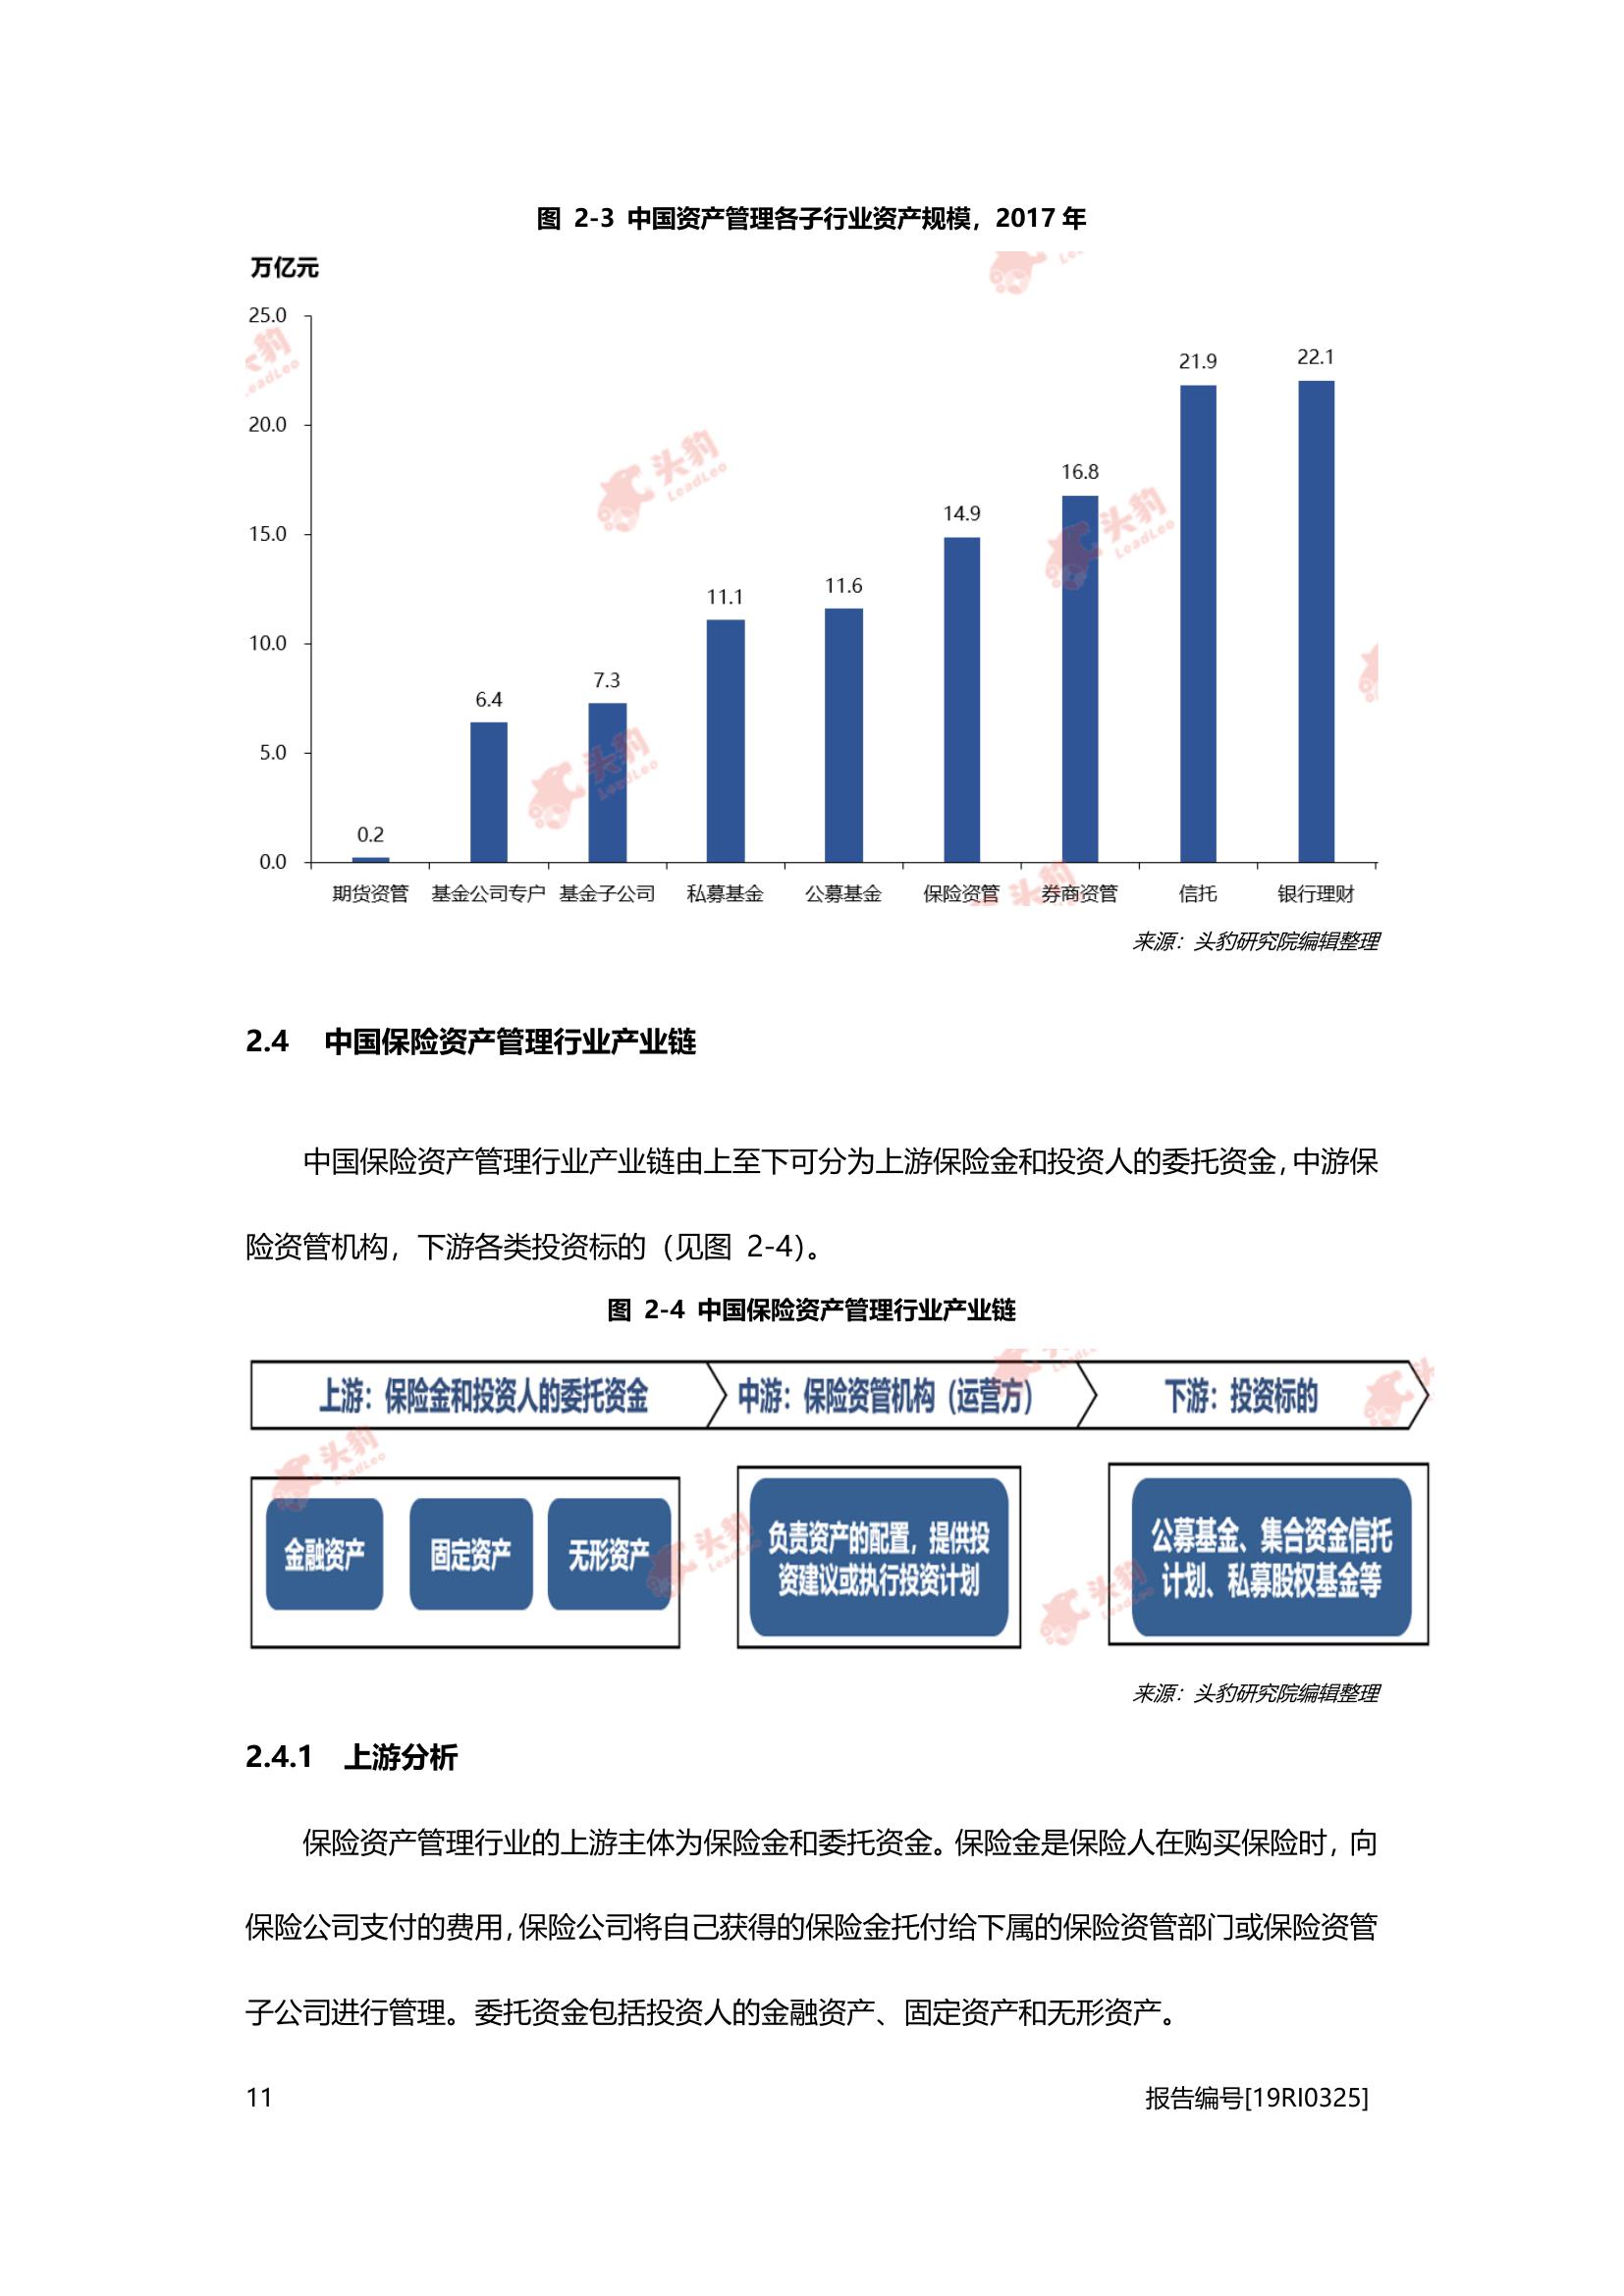 图 2-3 中国资产管理各子行业资产规模，2017 年
万亿元
25.0
20.0
15.0
10.0
5.0
0.0
0.2
6.4
7.3
11.1
11.6
14.9
16.8
21.9
22.1
期货资管 基金公司专户 基金子公司 私募基金 公募基金 保险资管 券商资管 信托 银行理财
头豹
LeadLeo
来源：头豹研究院编辑整理
2.4 中国保险资产管理行业产业链
中国保险资产管理行业产业链由上至下可分为上游保险金和投资人的委托资金，中游保
险资管机构，下游各类投资标的（见图 2-4）。
图 2-4 中国保险资产管理行业产业链
上游：保险金和投资人的委托资金 中游：保险资管机构（运营方） 下游：投资标的
金融资产 固定资产 无形资产
负责资产的配置，提供投
资建议或执行投资计划
公募基金、集合资金信托
计划、私募股权基金等
来源：头豹研究院编辑整理
2.4.1 上游分析
保险资产管理行业的上游主体为保险金和委托资金。保险金是保险人在购买保险时，向
保险公司支付的费用，保险公司将自己获得的保险金托付给下属的保险资管部门或保险资管
子公司进行管理。委托资金包括投资人的金融资产、固定资产和无形资产。
11 报告编号[19RI0325]